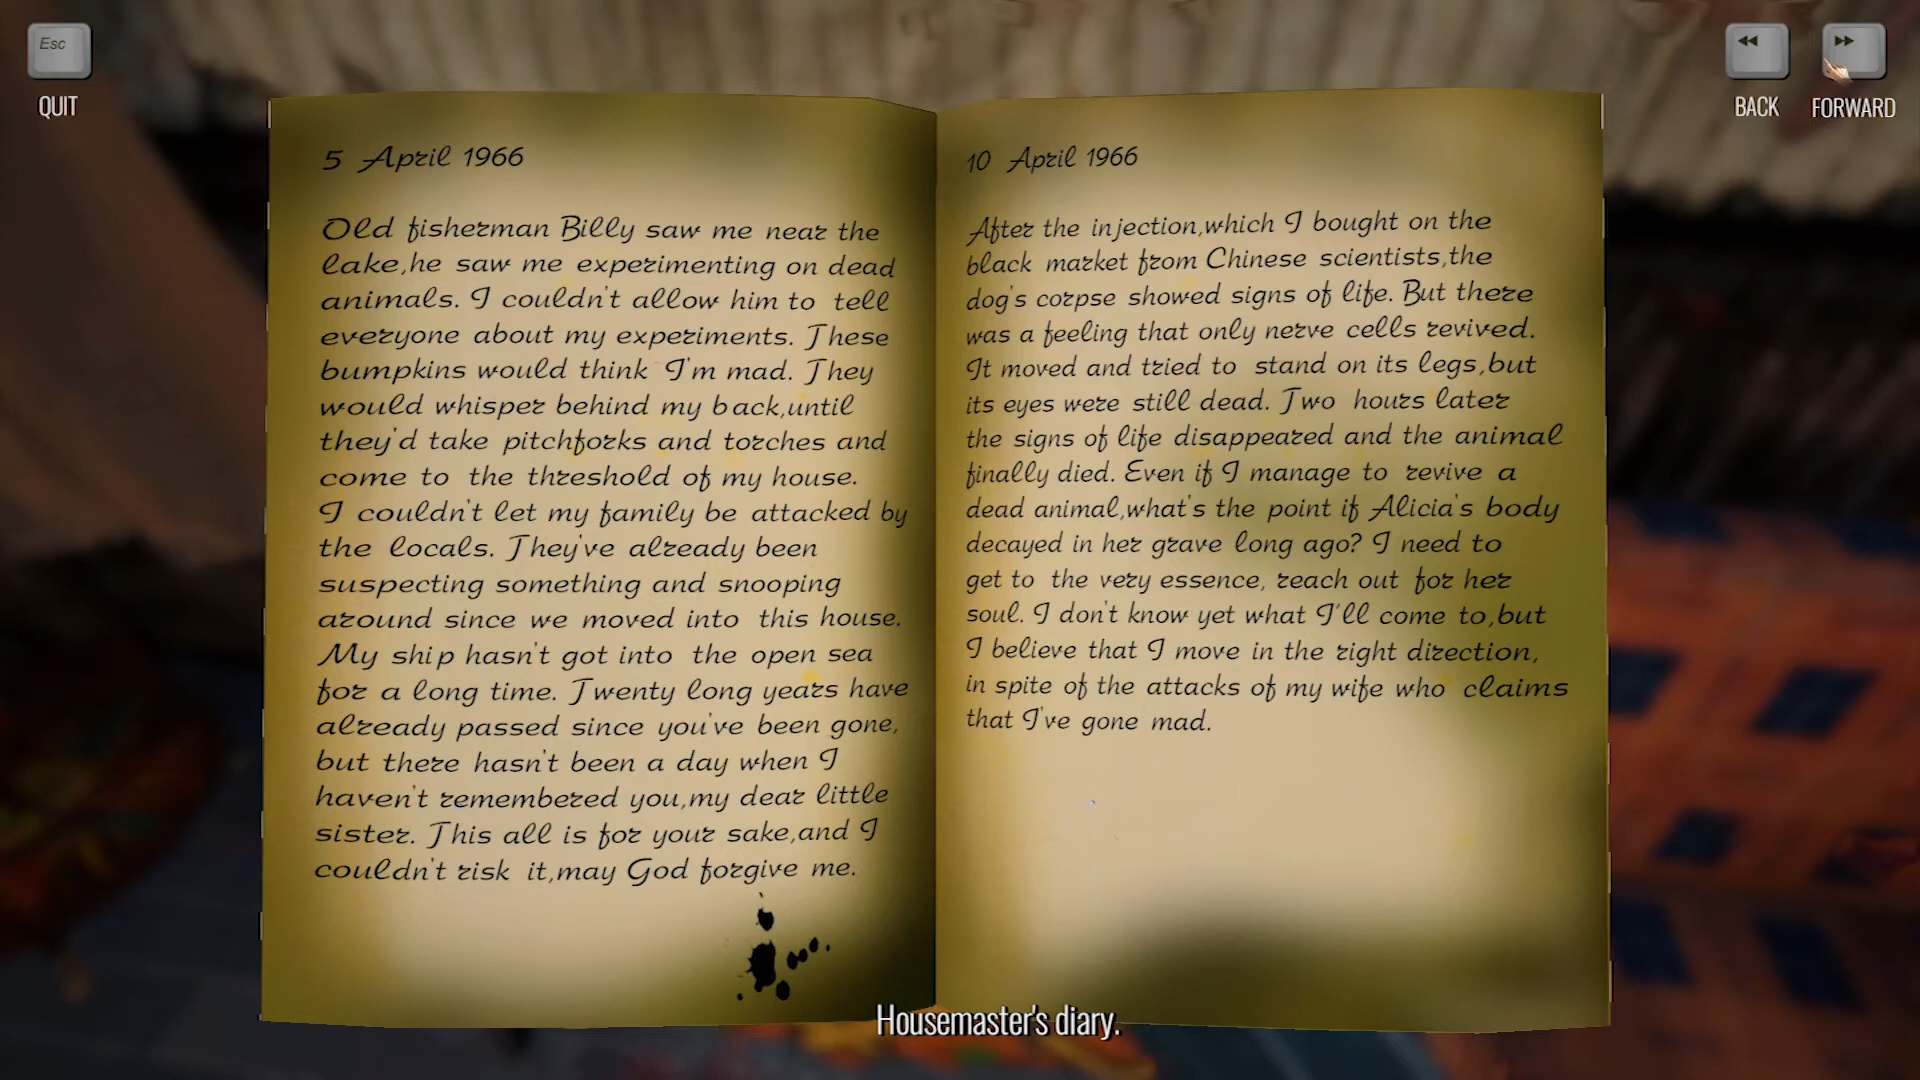 Esc
QUIT
BACK
FORWARD
5 April 1966
Old fisherman Billy saw me near the
lake,he saw me experimenting on dead
animals. I couldn't allow him to tell
everyone about my experiments. These
bumpkins would think I'm mad. They
would whisper behind my back,until
they'd take pitchforks and torches and
come to the threshold of my house.
I couldn't let my family be attacked by
the locals. They've already been
suspecting something and snooping
around since we moved into this house.
My ship hasn't got into the open sea
for a long time. Twenty long years have
already passed since you've been gone,
but there hasn't been a day when I
haven't remembered you,my dear little
sister. This all is for your sake,and I
couldn't risk it,may God forgive me.
10 April 1966
After the injection,which I bought on the
black market from Chinese scientists,the
dog's corpse showed signs of life. But there
was a feeling that only nerve cells revived.
It moved and tried to stand on its legs,but
its eyes were still dead. Two hours later
the signs of life disappeared and the animal
finally died. Even if I manage to revive a
dead animal,what's the point if Alicia's body
decayed in her grave long ago? I need to
get to the very essence, reach out for her
soul. I don't know yet what I'll come to,but
I believe that I move in the right direction,
in spite of the attacks of my wife who claims
that I've gone mad.
Housemaster's diary.